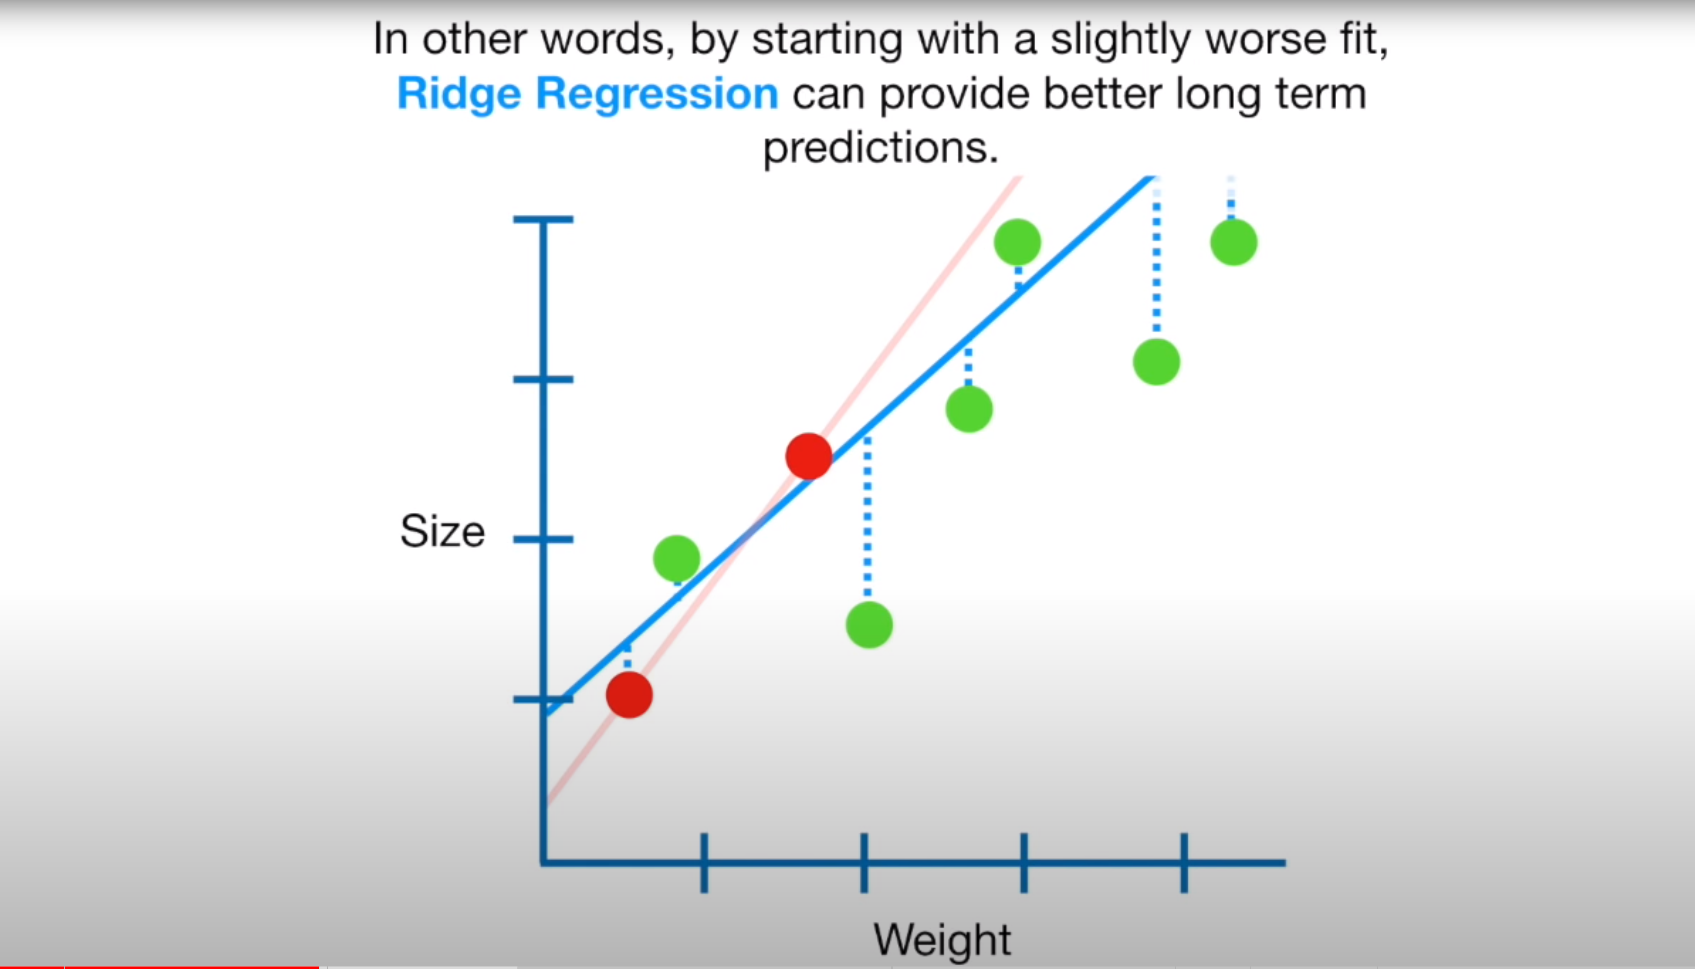 In other words, by starting with a slightly worse fit,
Ridge Regression can provide better long term
predictions.
Size
Weight